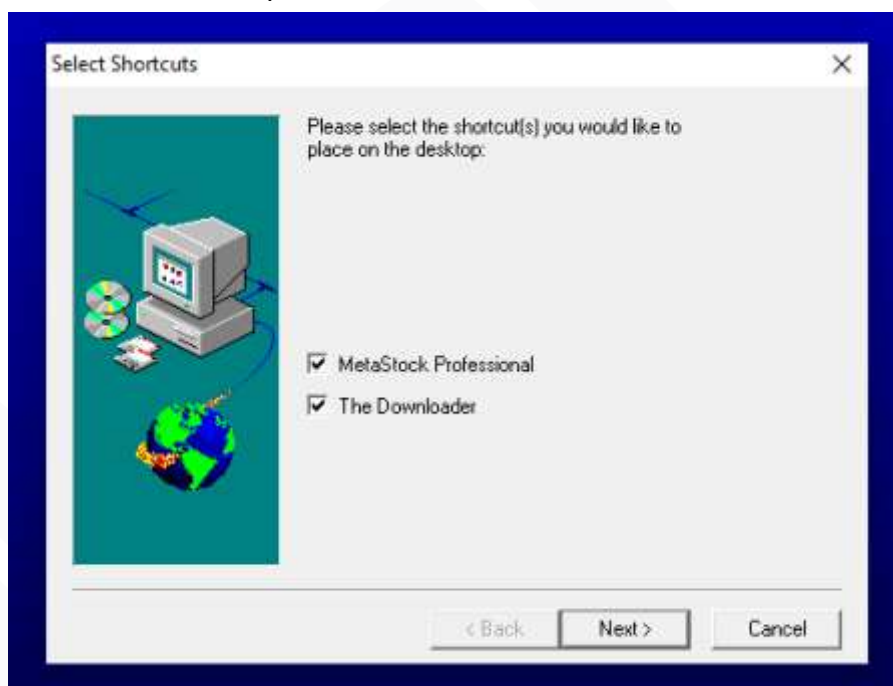 Select Shortcuts
Please select the shortcut(s) you would like to
place on the desktop:
MetaStock Professional
The Downloader
< Back
Next >
Cancel